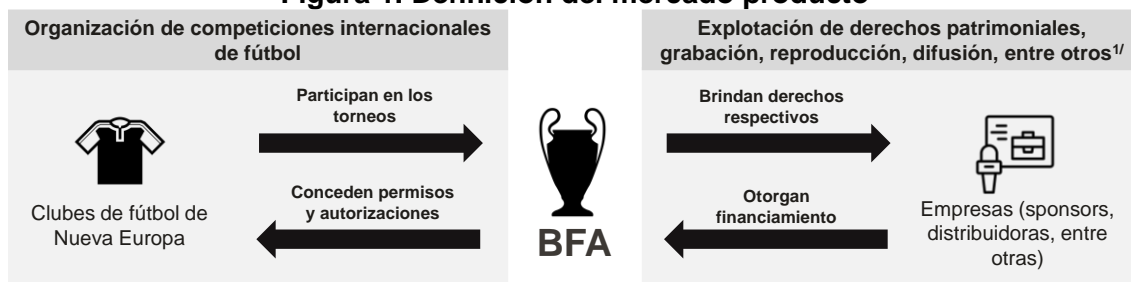 Figura 1. Definición del mercado producto
Organización de competiciones internacionales
de fútbol
Explotación de derechos patrimoniales,
grabación, reproducción, difusión, entre otros1/
Participan en los
torneos
Conceden permisos
y autorizaciones
Clubes de fútbol de
Nueva Europa
BFA
Brindan derechos
respectivos
Otorgan
financiamiento
Empresas (sponsors,
distribuidoras, entre
otras)